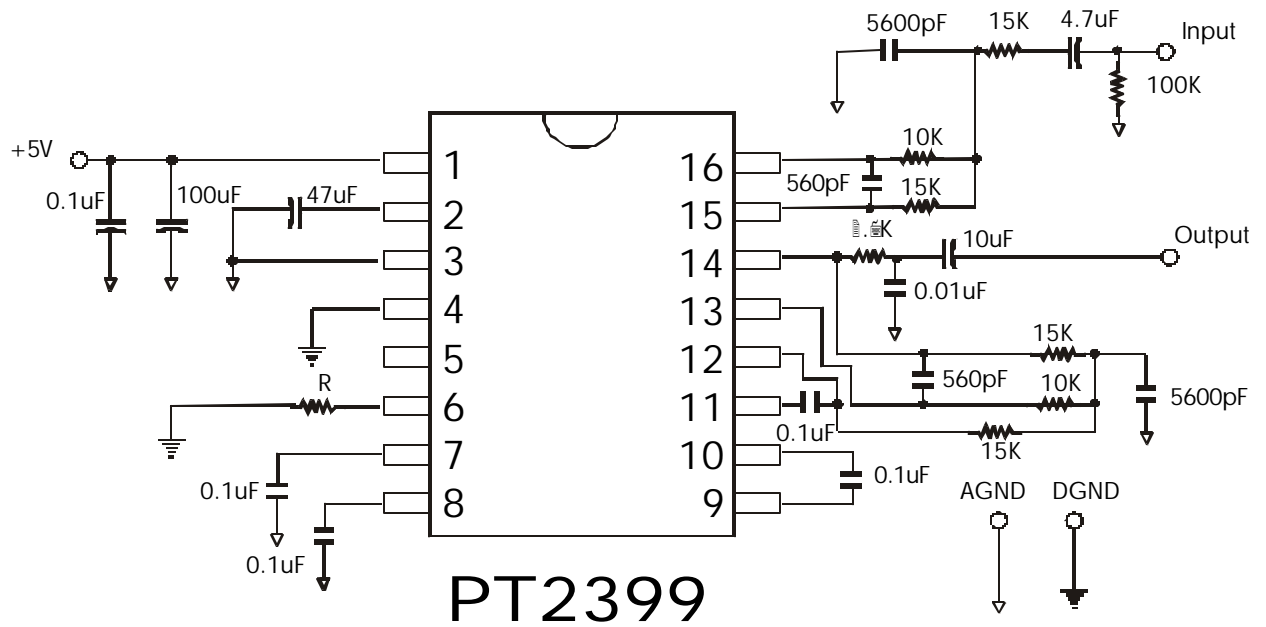 5600pF
15K
4.7uF
Input
100K
+5V
0.1uF
100uF
47uF
1
2
3
4
5
6
7
8
16
15
14
13
12
11
10
9
10K
560pF
15K
10uF
Output
0.01uF
15K
560pF
10K
5600pF
R
0.1uF
15K
0.1uF
0.1uF
0.1uF
AGND
DGND
PT2399